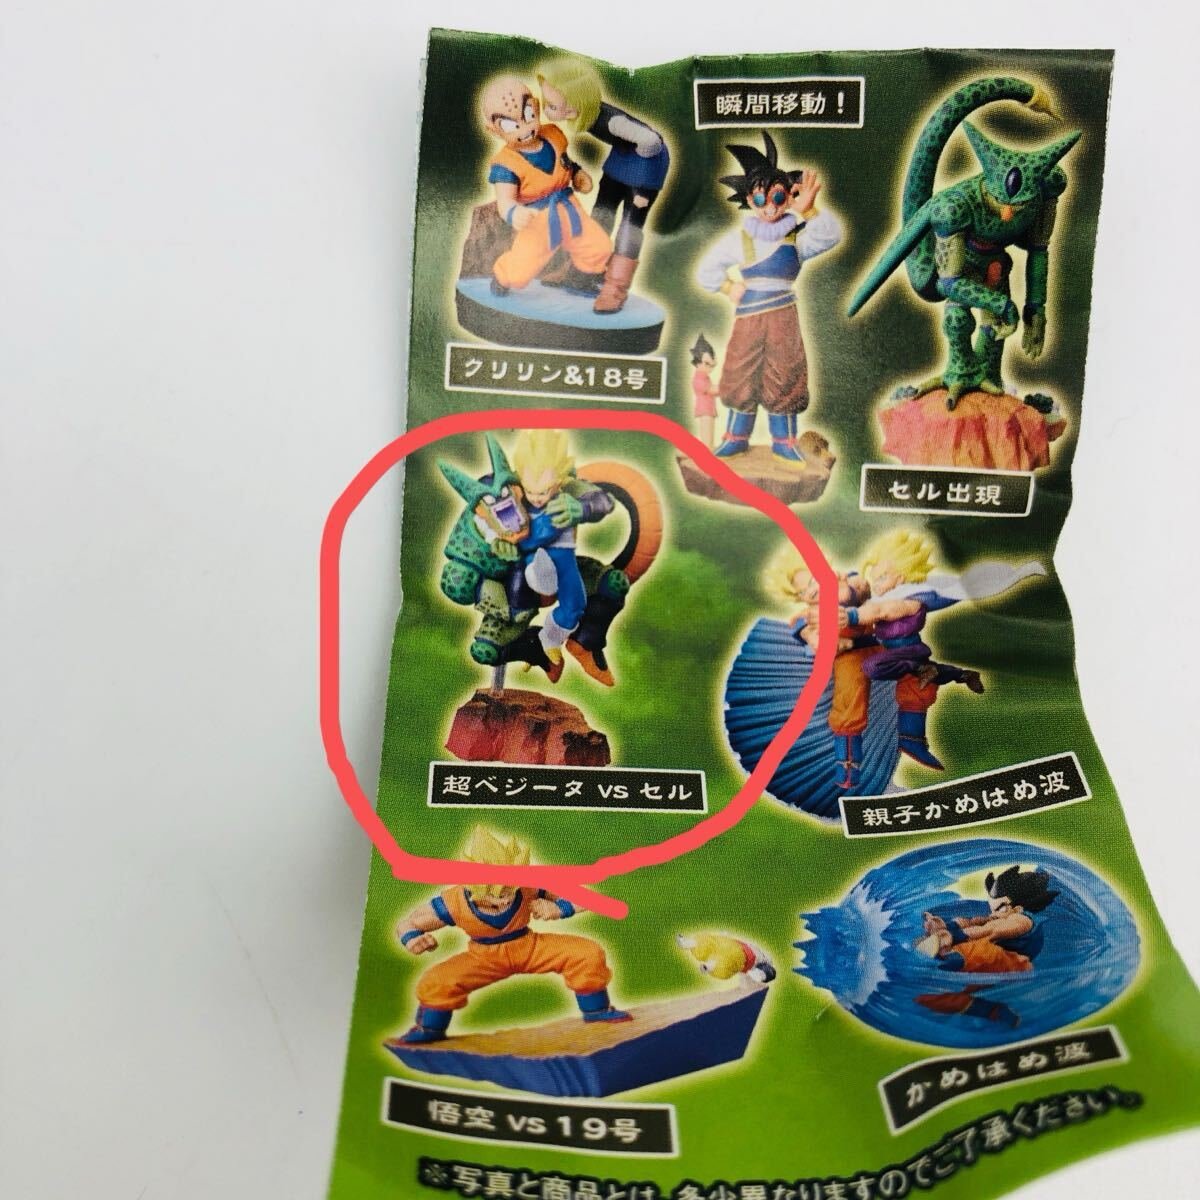 瞬間移動!
クリリン&18号
セル出現
超ベジータ vs セル
親子かめはめ波
悟空 vs 19号
かめはめ波
※写真と商品とは、多少異なりますのでご了承ください。